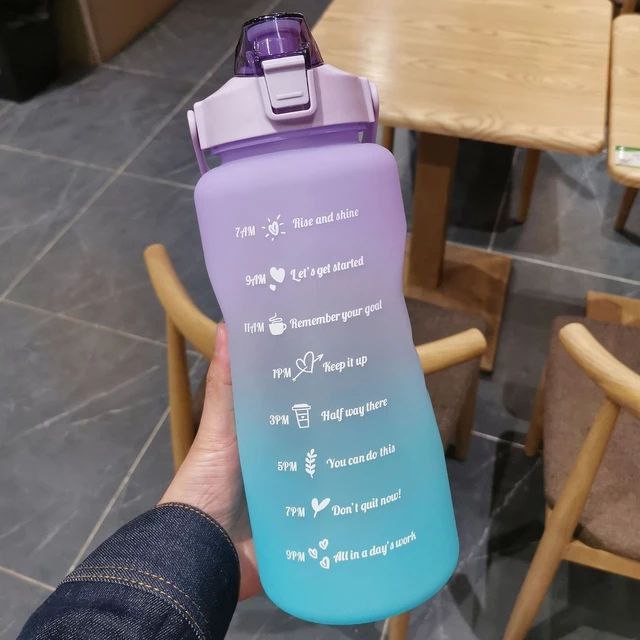 7AM Rise and shine
9AM Let's get started
11AM Remember your goal
1PM Keep it up
3PM Half way there
5PM You can do this
7PM Don't quit now!
9PM All in a day's work